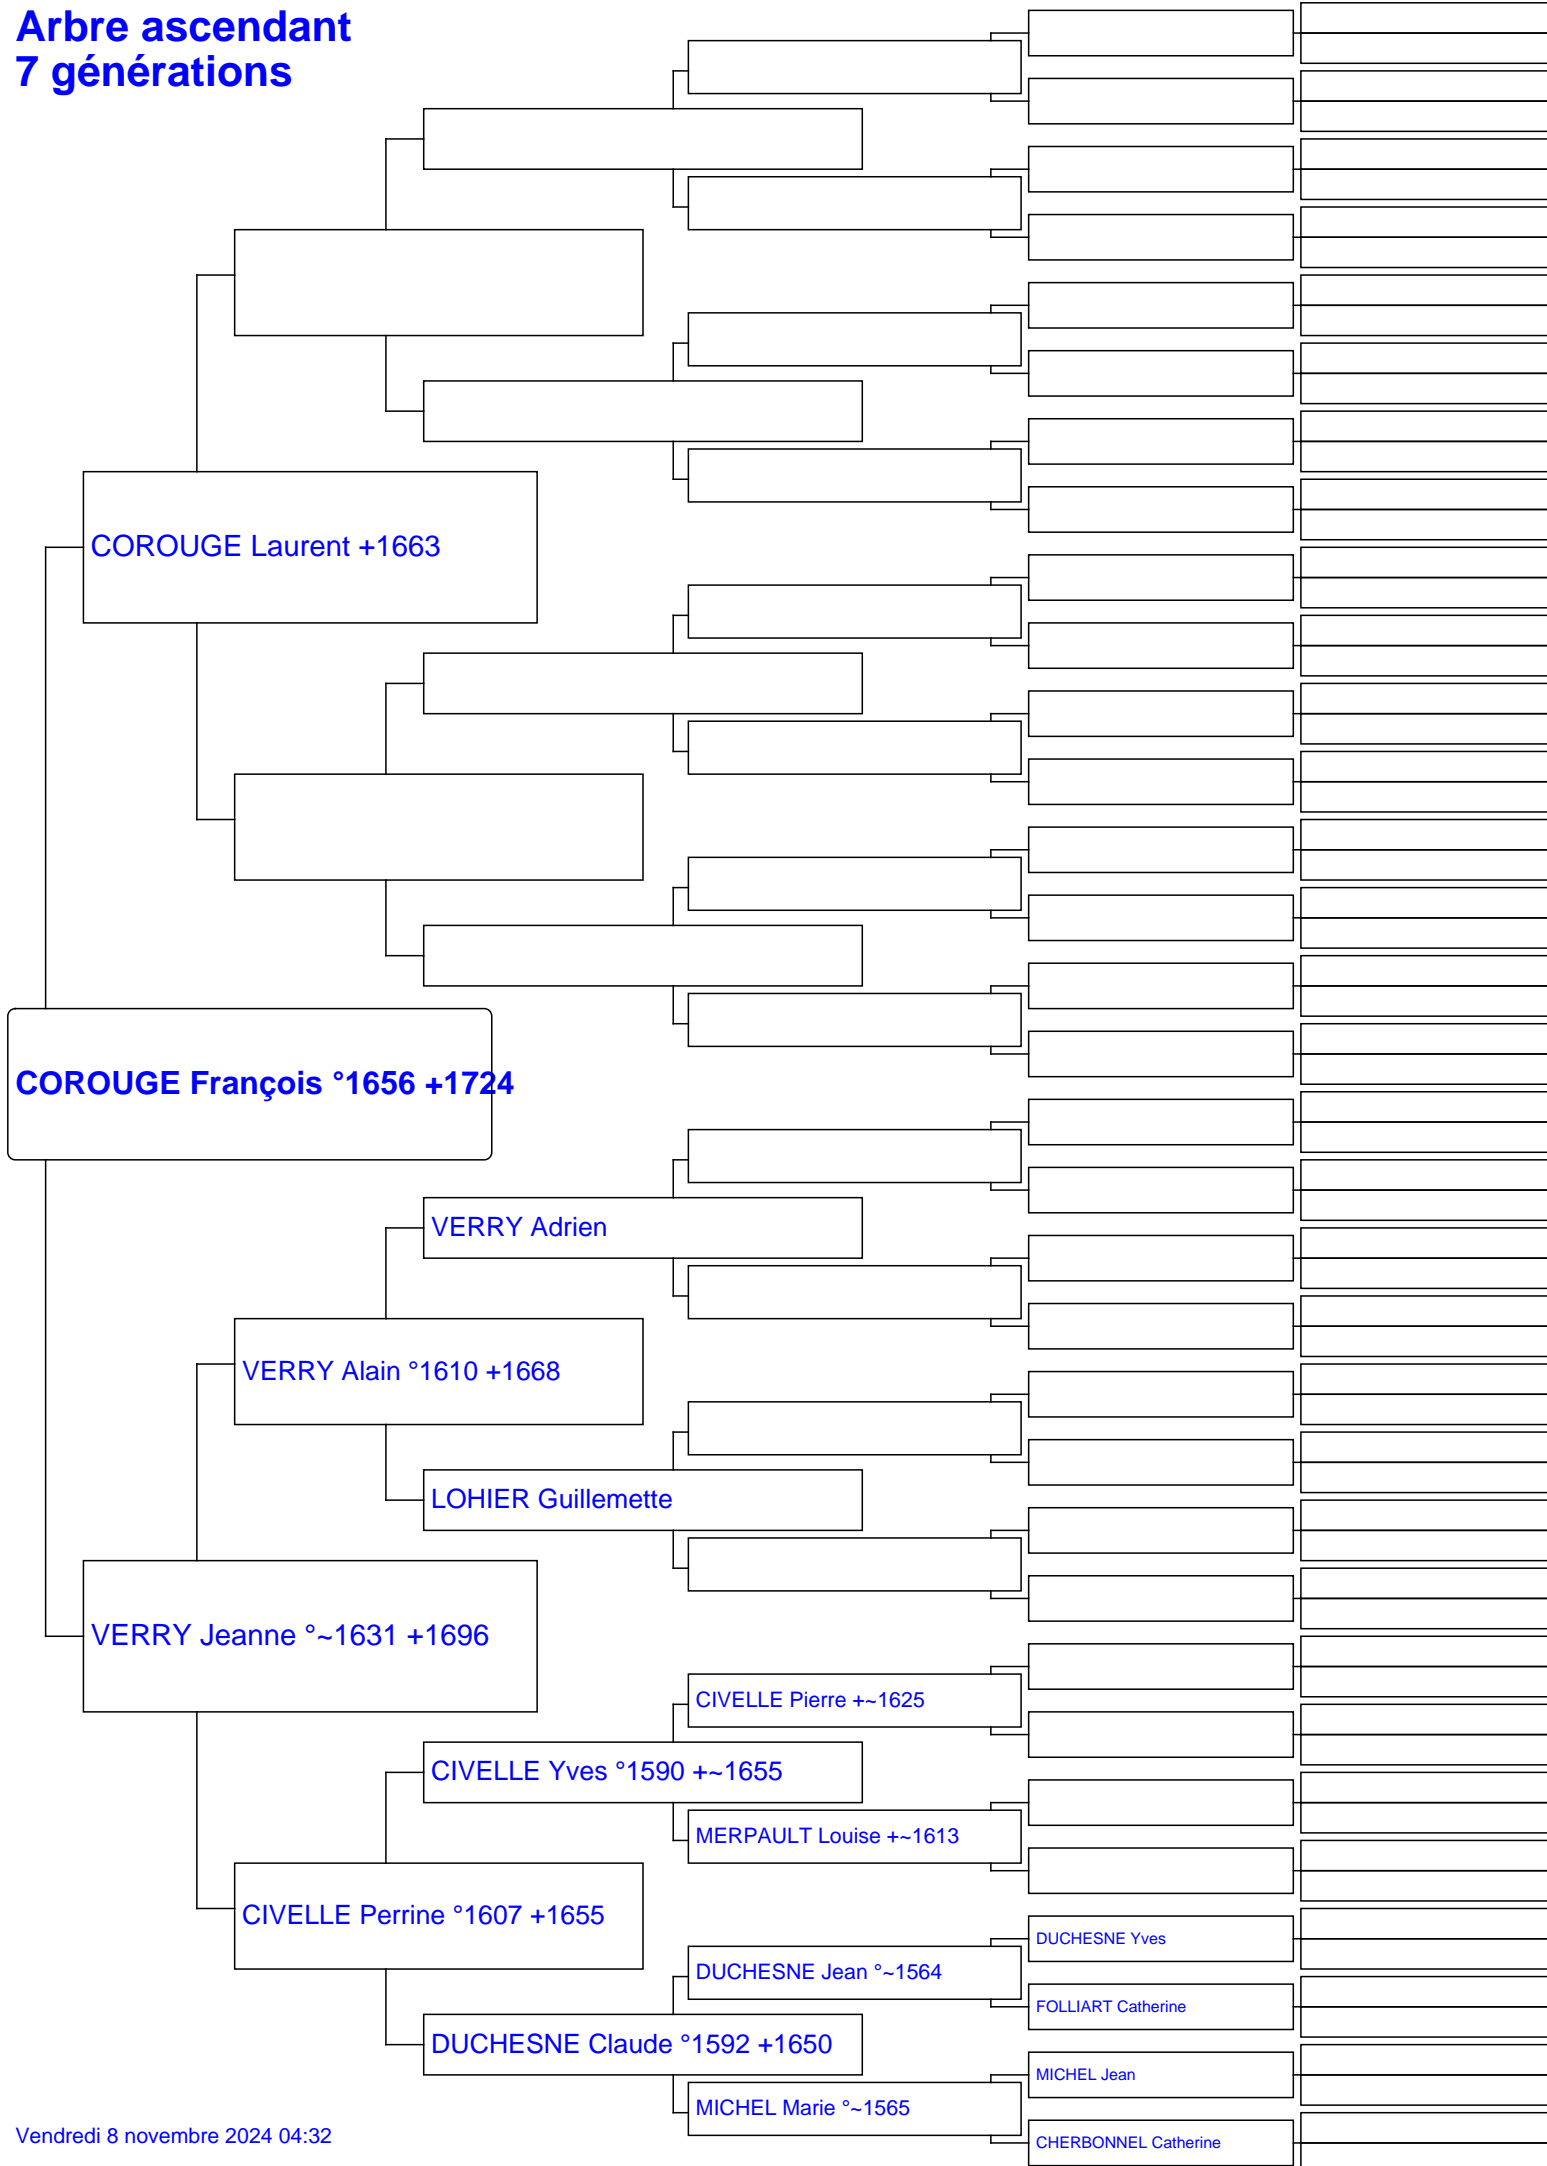 Arbre ascendant
7 générations
COROUGE Laurent +1663
COROUGE François °1656 +1724
VERRY Adrien
VERRY Alain °1610 +1668
LOHIER Guillemette
VERRY Jeanne °~1631 +1696
CIVELLE Pierre +~1625
CIVELLE Yves °1590 +~1655
MERPAULT Louise +~1613
CIVELLE Perrine °1607 +1655
DUCHESNE Yves
DUCHESNE Jean °~1564
FOLLIART Catherine
DUCHESNE Claude °1592 +1650
MICHEL Jean
MICHEL Marie °~1565
CHERBONNEL Catherine
Vendredi 8 novembre 2024 04:32